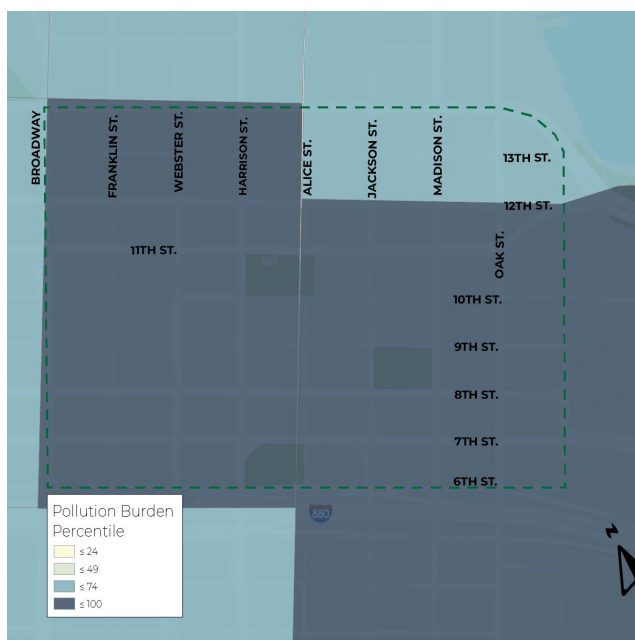 BROADWAY
FRANKLIN ST.
WEBSTER ST.
HARRISON ST.
ALICE ST.
JACKSON ST.
MADISON ST.
13TH ST.
12TH ST.
11TH ST.
OAK ST.
10TH ST.
9TH ST.
8TH ST.
7TH ST.
6TH ST.
880
Pollution Burden
Percentile
≤ 24
≤ 49
≤ 74
≤ 100
N